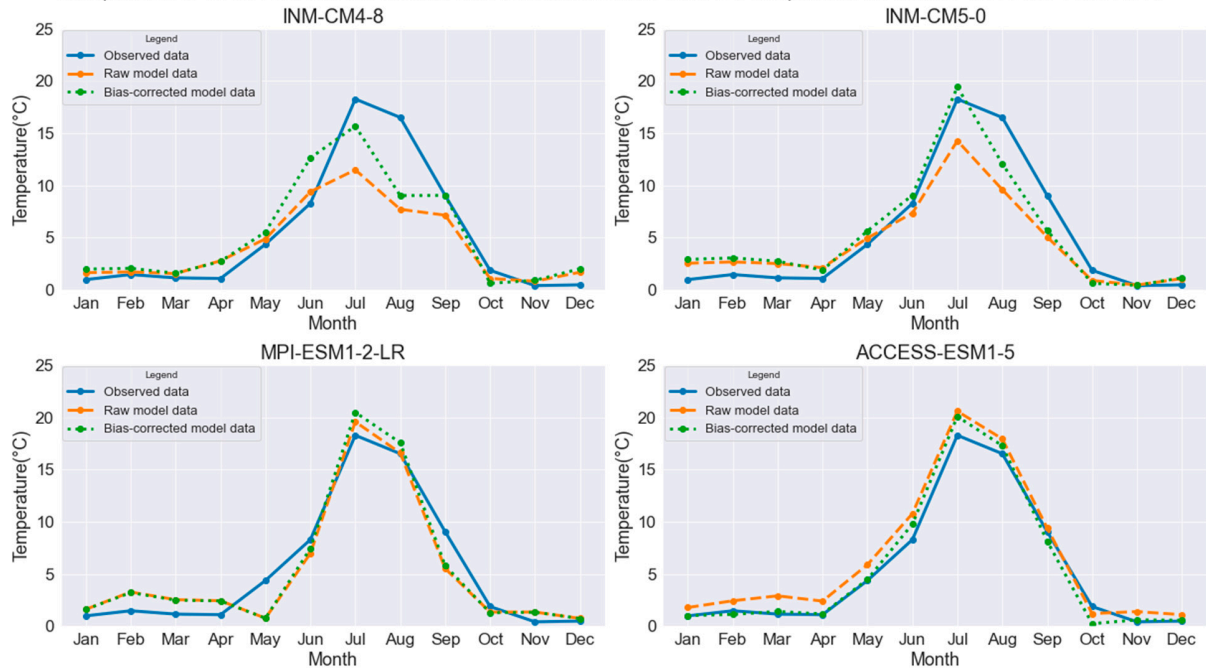 INM-CM4-8
Legend
Observed data
Raw model data
Bias-corrected model data
25
20
15
10
5
0
Temperature(°C)
Jan Feb Mar Apr May Jun Jul Aug Sep Oct Nov Dec
Month
INM-CM5-0
Legend
Observed data
Raw model data
Bias-corrected model data
25
20
15
10
5
0
Temperature(°C)
Jan Feb Mar Apr May Jun Jul Aug Sep Oct Nov Dec
Month
MPI-ESM1-2-LR
Legend
Observed data
Raw model data
Bias-corrected model data
25
20
15
10
5
0
Temperature(°C)
Jan Feb Mar Apr May Jun Jul Aug Sep Oct Nov Dec
Month
ACCESS-ESM1-5
Legend
Observed data
Raw model data
Bias-corrected model data
25
20
15
10
5
0
Temperature(°C)
Jan Feb Mar Apr May Jun Jul Aug Sep Oct Nov Dec
Month